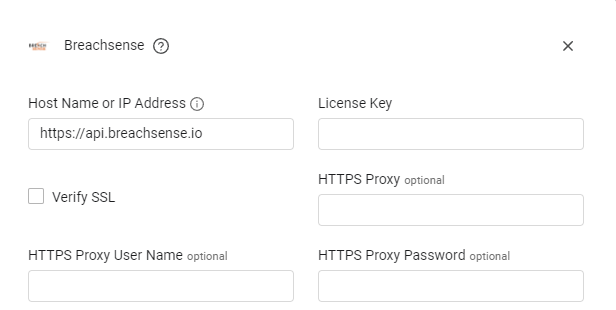 Breachsense
Host Name or IP Address
License Key
https://api.breachsense.io
Verify SSL
HTTPS Proxy optional
HTTPS Proxy User Name optional
HTTPS Proxy Password optional